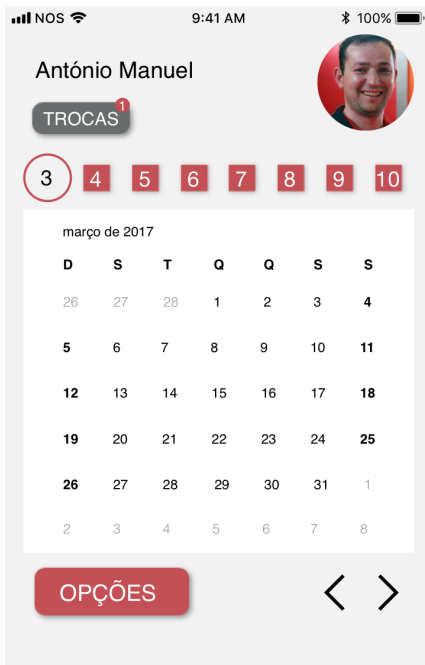 NOS 9:41 AM 100%
António Manuel
TROCAS 1
3 4 5 6 7 8 9 10
março de 2017
D S T Q Q S S
26 27 28 1 2 3 4
5 6 7 8 9 10 11
12 13 14 15 16 17 18
19 20 21 22 23 24 25
26 27 28 29 30 31 1
2 3 4 5 6 7 8
OPÇÕES